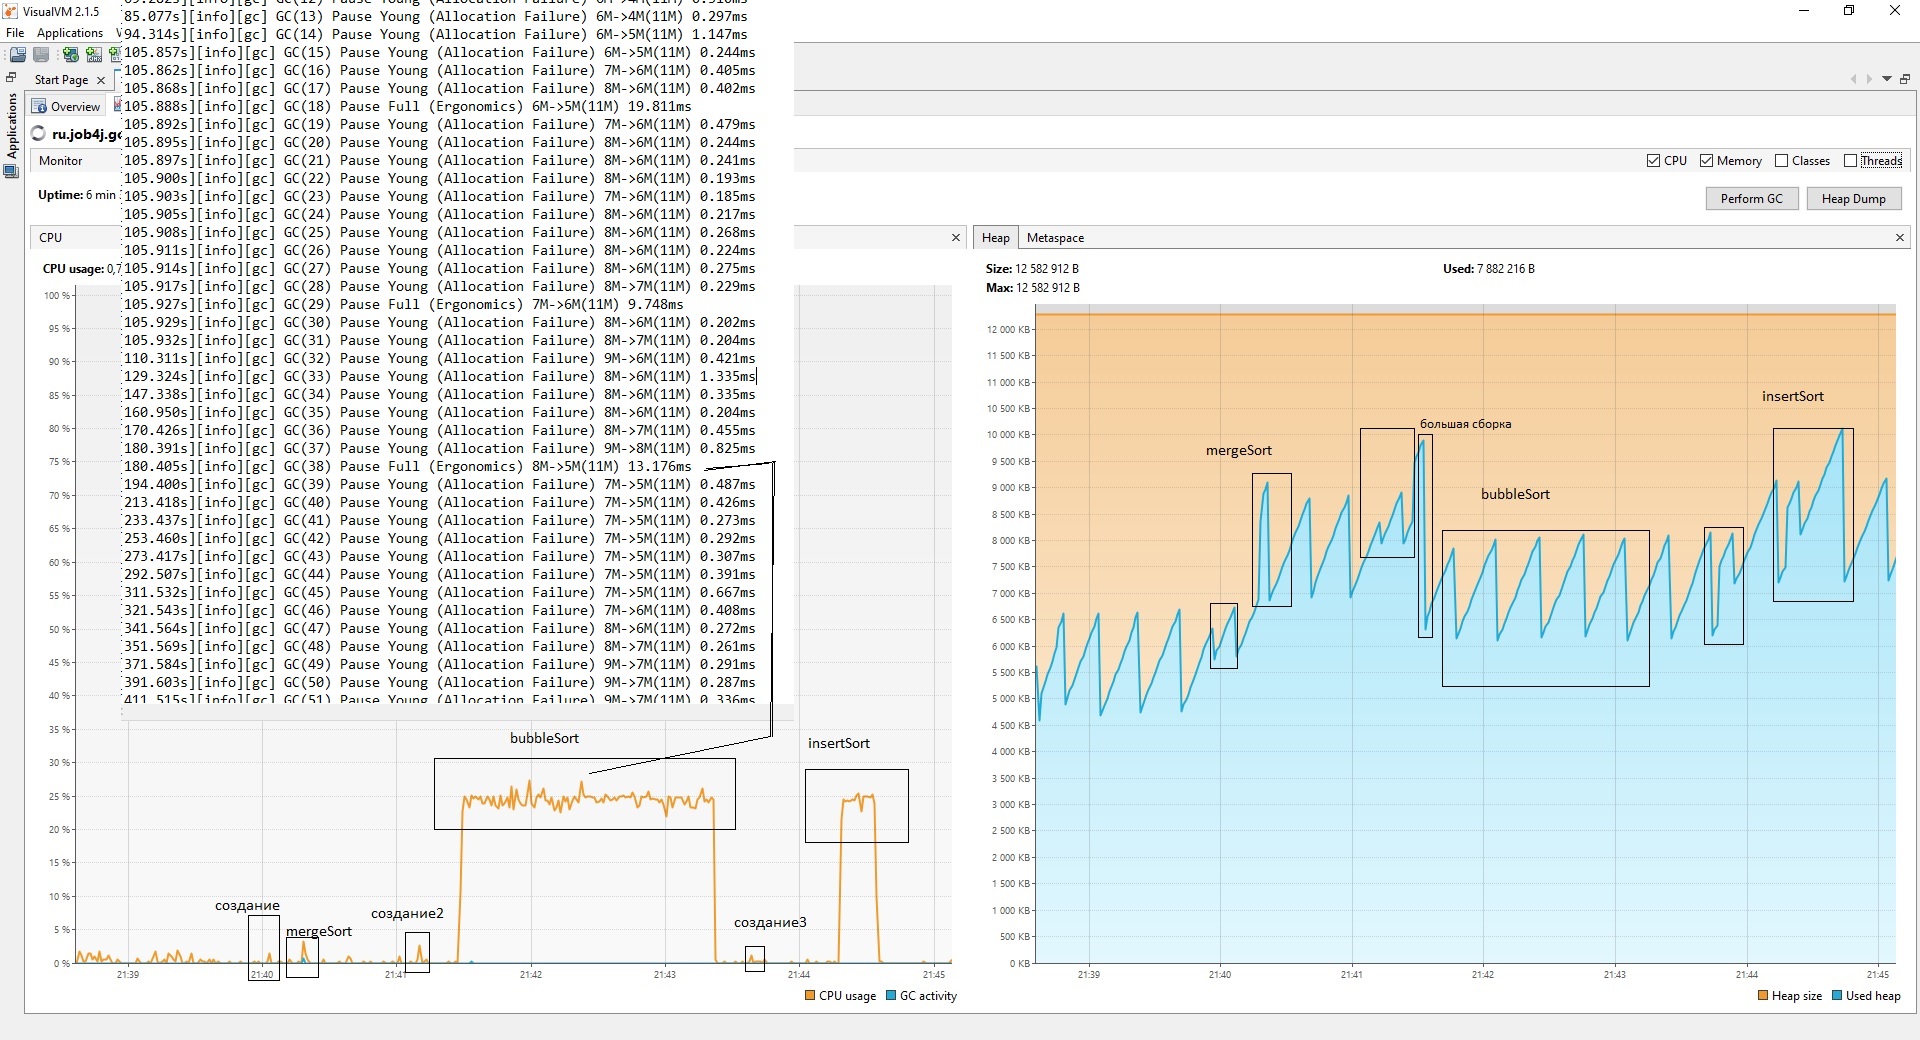 VisualVM 2.1.5
File Applications
Start Page
Overview
Applications
ru.job4j.g
Monitor
CPU Memory Classes Threads
Uptime: 6 min
Perform GC Heap Dump
85.077s][info][gc] GC(13) Pause Young (Allocation Failure) 6M->4M(11M) 0.297ms
94.314s][info][gc] GC(14) Pause Young (Allocation Failure) 6M->5M(11M) 1.147ms
105.857s][info][gc] GC(15) Pause Young (Allocation Failure) 6M->5M(11M) 0.244ms
105.862s][info][gc] GC(16) Pause Young (Allocation Failure) 7M->6M(11M) 0.405ms
105.868s][info][gc] GC(17) Pause Young (Allocation Failure) 8M->6M(11M) 0.402ms
105.888s][info][gc] GC(18) Pause Full (Ergonomics) 6M->5M(11M) 19.811ms
105.892s][info][gc] GC(19) Pause Young (Allocation Failure) 7M->6M(11M) 0.479ms
105.895s][info][gc] GC(20) Pause Young (Allocation Failure) 8M->6M(11M) 0.244ms
105.897s][info][gc] GC(21) Pause Young (Allocation Failure) 8M->6M(11M) 0.241ms
105.900s][info][gc] GC(22) Pause Young (Allocation Failure) 8M->6M(11M) 0.193ms
105.903s][info][gc] GC(23) Pause Young (Allocation Failure) 7M->6M(11M) 0.185ms
105.905s][info][gc] GC(24) Pause Young (Allocation Failure) 8M->6M(11M) 0.217ms
105.908s][info][gc] GC(25) Pause Young (Allocation Failure) 8M->6M(11M) 0.268ms
105.911s][info][gc] GC(26) Pause Young (Allocation Failure) 8M->6M(11M) 0.224ms
105.914s][info][gc] GC(27) Pause Young (Allocation Failure) 8M->6M(11M) 0.275ms
105.917s][info][gc] GC(28) Pause Young (Allocation Failure) 8M->7M(11M) 0.229ms
105.927s][info][gc] GC(29) Pause Full (Ergonomics) 7M->6M(11M) 9.748ms
105.929s][info][gc] GC(30) Pause Young (Allocation Failure) 8M->6M(11M) 0.202ms
105.932s][info][gc] GC(31) Pause Young (Allocation Failure) 8M->7M(11M) 0.204ms
110.311s][info][gc] GC(32) Pause Young (Allocation Failure) 9M->6M(11M) 0.421ms
129.324s][info][gc] GC(33) Pause Young (Allocation Failure) 8M->6M(11M) 1.335ms
147.338s][info][gc] GC(34) Pause Young (Allocation Failure) 8M->6M(11M) 0.335ms
160.950s][info][gc] GC(35) Pause Young (Allocation Failure) 8M->6M(11M) 0.204ms
170.426s][info][gc] GC(36) Pause Young (Allocation Failure) 8M->7M(11M) 0.455ms
180.391s][info][gc] GC(37) Pause Young (Allocation Failure) 9M->8M(11M) 0.825ms
180.405s][info][gc] GC(38) Pause Full (Ergonomics) 8M->5M(11M) 13.176ms
194.400s][info][gc] GC(39) Pause Young (Allocation Failure) 7M->5M(11M) 0.487ms
213.418s][info][gc] GC(40) Pause Young (Allocation Failure) 7M->5M(11M) 0.426ms
233.437s][info][gc] GC(41) Pause Young (Allocation Failure) 7M->5M(11M) 0.273ms
253.460s][info][gc] GC(42) Pause Young (Allocation Failure) 7M->5M(11M) 0.292ms
273.417s][info][gc] GC(43) Pause Young (Allocation Failure) 7M->5M(11M) 0.307ms
292.507s][info][gc] GC(44) Pause Young (Allocation Failure) 7M->5M(11M) 0.391ms
311.532s][info][gc] GC(45) Pause Young (Allocation Failure) 7M->5M(11M) 0.667ms
321.543s][info][gc] GC(46) Pause Young (Allocation Failure) 7M->6M(11M) 0.408ms
341.564s][info][gc] GC(47) Pause Young (Allocation Failure) 8M->6M(11M) 0.272ms
351.569s][info][gc] GC(48) Pause Young (Allocation Failure) 8M->7M(11M) 0.261ms
371.584s][info][gc] GC(49) Pause Young (Allocation Failure) 9M->7M(11M) 0.291ms
391.603s][info][gc] GC(50) Pause Young (Allocation Failure) 9M->7M(11M) 0.287ms
411.515s][info][gc] GC(51) Pause Young (Allocation Failure) 9M->7M(11M) 0.336ms
CPU
CPU usage: 0,7
100 %
95 %
90 %
85 %
80 %
75 %
70 %
65 %
60 %
55 %
50 %
45 %
40 %
35 %
30 %
25 %
20 %
15 %
10 %
5 %
0 %
bubbleSort
insertSort
создание
mergeSort
создание2
создание3
21:39 21:40 21:41 21:42 21:43 21:44 21:45
CPU usage GC activity
Heap Metaspace
Size: 12 582 912 B Used: 7 882 216 B
Max: 12 582 912 B
12 000 KB
11 500 KB
11 000 KB
10 500 KB
10 000 KB
9 500 KB
9 000 KB
8 500 KB
8 000 KB
7 500 KB
7 000 KB
6 500 KB
6 000 KB
5 500 KB
5 000 KB
4 500 KB
4 000 KB
3 500 KB
3 000 KB
2 500 KB
2 000 KB
1 500 KB
1 000 KB
500 KB
0 KB
insertSort
большая сборка
mergeSort
bubbleSort
21:39 21:40 21:41 21:42 21:43 21:44 21:45
Heap size Used heap